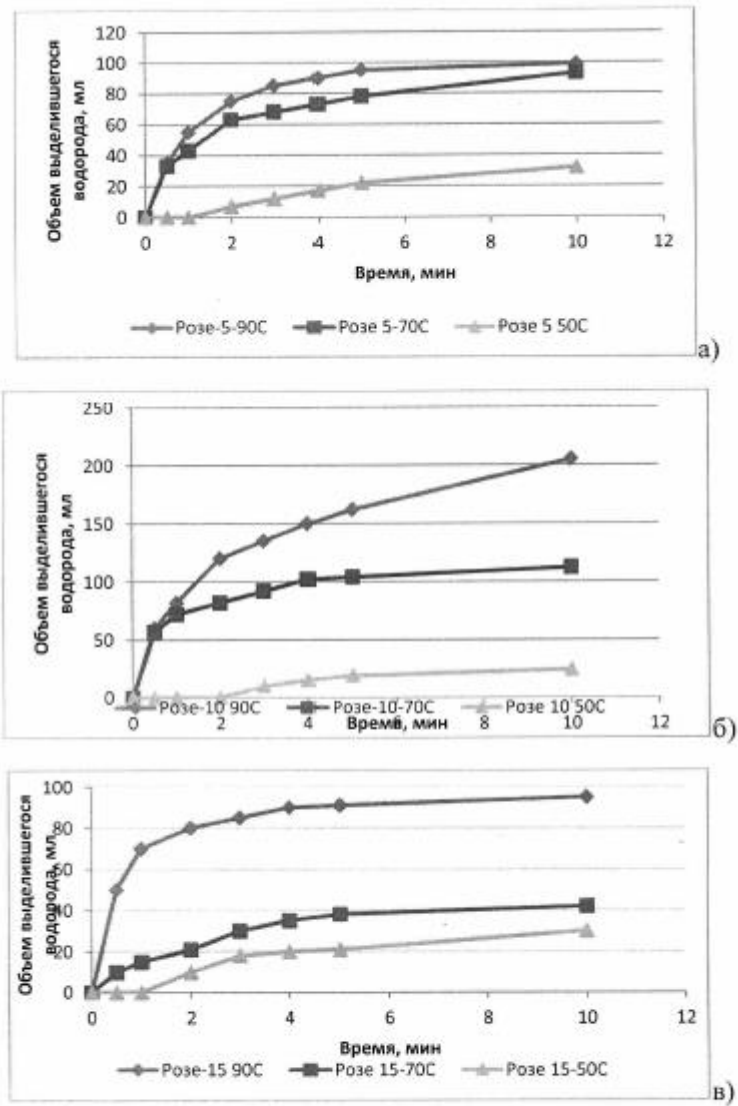 Объем выделившегося
водорода, мл
120
100
80
60
40
20
0
0 2 4 6 8 10 12
Время, мин
Розе-5-90С Розе 5-70С Розе 5 50С
а)
Объем выделившегося
водорода, мл
250
200
150
100
50
0
0 2 4 6 8 10 12
Розе-10 90С Розе-10-70С Розе 10 50С
Время, мин
б)
Объем выделившегося
водорода, мл
100
80
60
40
20
0
0 2 4 6 8 10 12
Время, мин
Розе-15 90С Розе 15-70С Розе 15-50С
в)